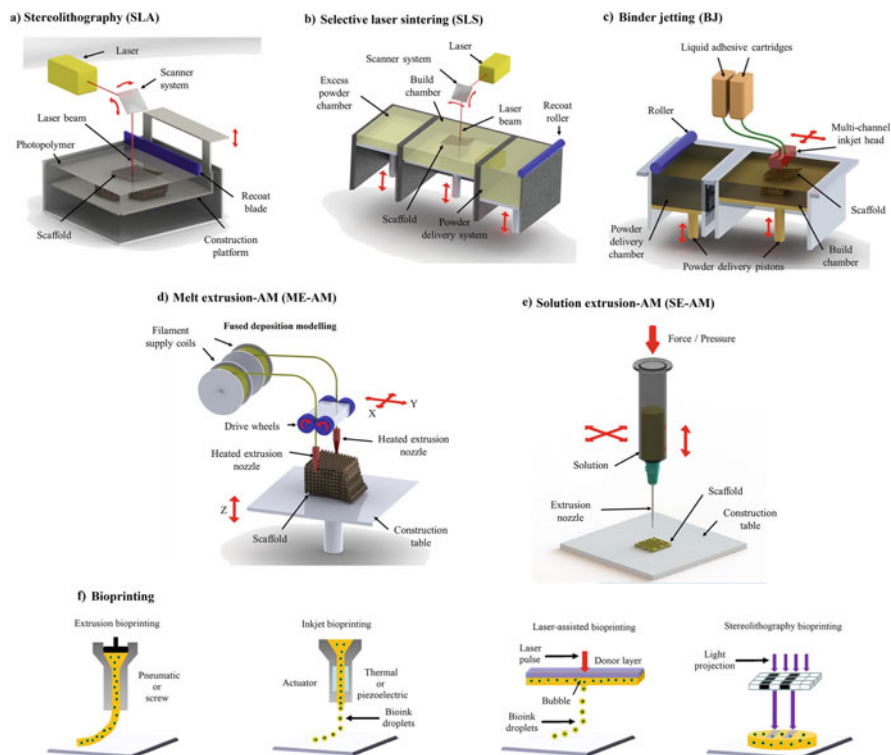 a) Stereolithography (SLA)
Laser
Scanner
system
Laser beam
Photopolymer
Recoat
blade
Scaffold
Construction
platform
b) Selective laser sintering (SLS)
Laser
Scanner system
Build
chamber
Excess
powder
chamber
Laser
beam
Recoat
roller
Scaffold
Powder
delivery system
c) Binder jetting (BJ)
Liquid adhesive cartridges
Roller
Multi-channel
inkjet head
Scaffold
Powder
delivery
chamber
Build
chamber
Powder delivery pistons
d) Melt extrusion-AM (ME-AM)
Fused deposition modelling
Filament
supply coils
X
Y
Drive wheels
Heated extrusion
nozzle
Heated extrusion
nozzle
Z
Scaffold
Construction
table
e) Solution extrusion-AM (SE-AM)
Force / Pressure
Solution
Scaffold
Extrusion
nozzle
Construction
table
f) Bioprinting
Extrusion bioprinting
Pneumatic
or
screw
Inkjet bioprinting
Actuator
Thermal
or
piezoelectric
Bioink
droplets
Laser-assisted bioprinting
Laser
pulse
Donor layer
Bubble
Bioink
droplets
Stereolithography bioprinting
Light
projection